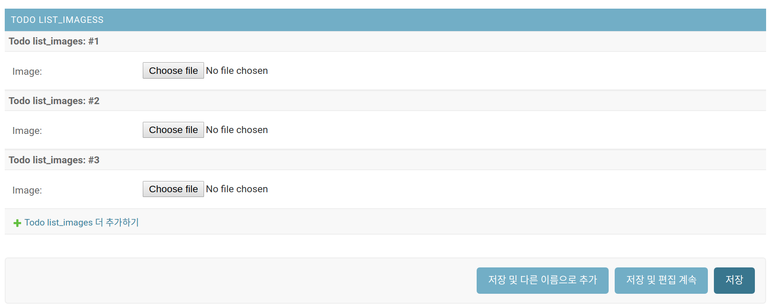 TODO LIST_IMAGESS
Todo list_images: #1
Image: Choose file No file chosen
Todo list_images: #2
Image: Choose file No file chosen
Todo list_images: #3
Image: Choose file No file chosen
Todo list_images 더 추가하기
저장 및 다른 이름으로 추가 저장 및 편집 계속 저장